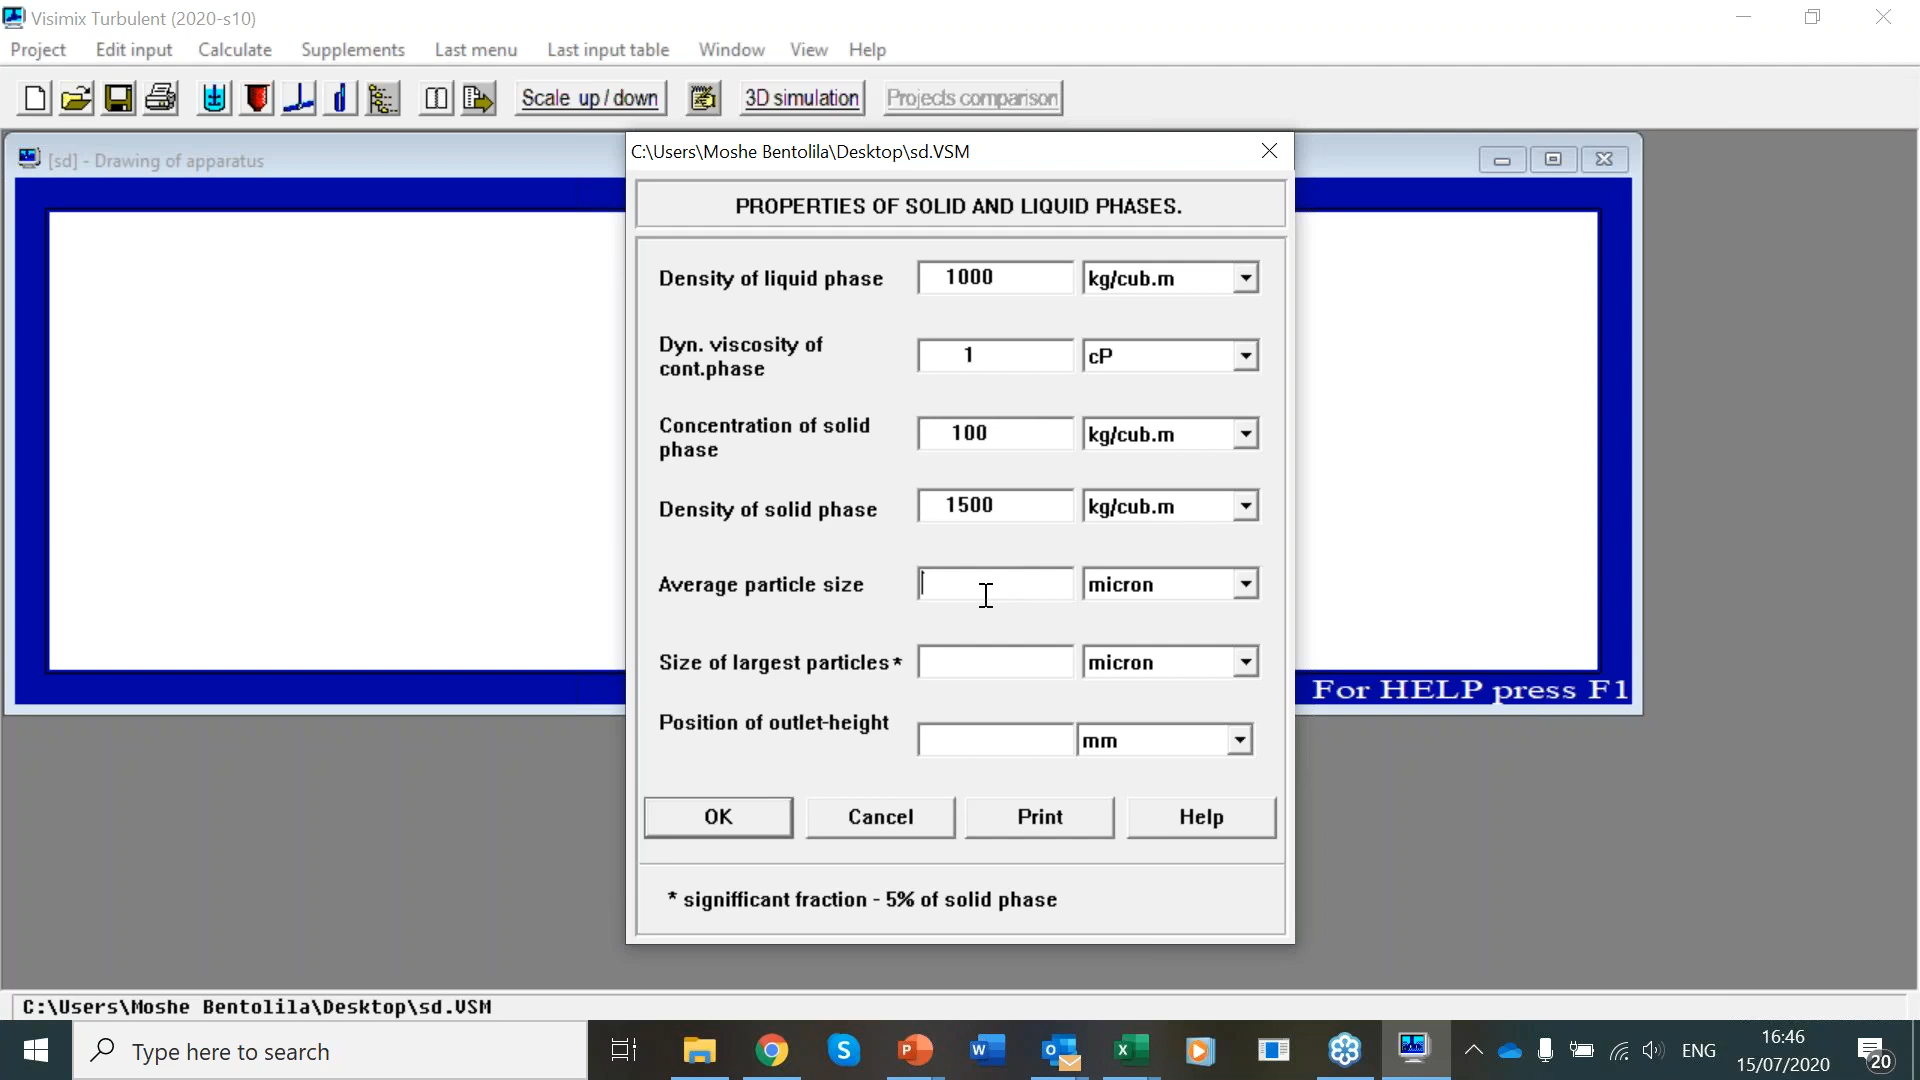 Visimix Turbulent (2020-s10)
Project Edit input Calculate Supplements Last menu Last input table Window View Help
Scale up / down 3D simulation Projects comparison
[sd] - Drawing of apparatus
C:\Users\Moshe Bentolila\Desktop\sd.VSM
PROPERTIES OF SOLID AND LIQUID PHASES.
Density of liquid phase 1000 kg/cub.m
Dyn. viscosity of
cont.phase 1 cP
Concentration of solid
phase 100 kg/cub.m
Density of solid phase 1500 kg/cub.m
Average particle size micron
Size of largest particles* micron
Position of outlet-height mm
For HELP press F1
OK Cancel Print Help
* signifficant fraction - 5% of solid phase
C:\Users\Moshe Bentolila\Desktop\sd.VSM
Type here to search
ENG
16:46
15/07/2020
20